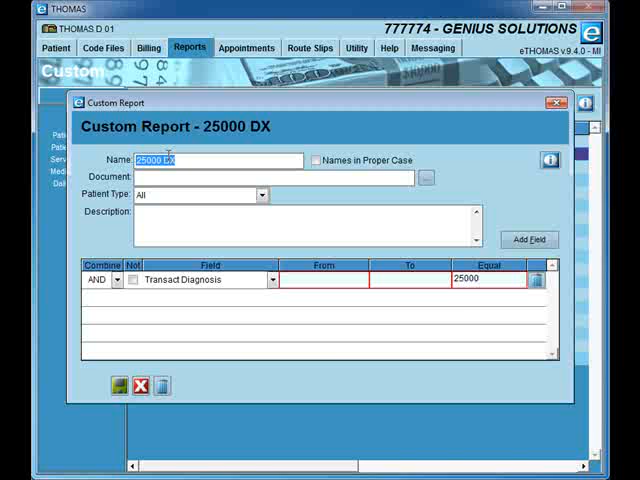 THOMAS
THOMAS D 01
777774 - GENIUS SOLUTIONS
Patient Code Files Billing Reports Appointments Route Slips Utility Help Messaging
eTHOMAS v.9.4.0 - MI
Custom
Custom Report
Custom Report - 25000 DX
Name: 25000 DX Names in Proper Case
Document: ...
Patient Type: All
Description:
Add Field
Combine Not Field From To Equal
AND Transact Diagnosis 25000